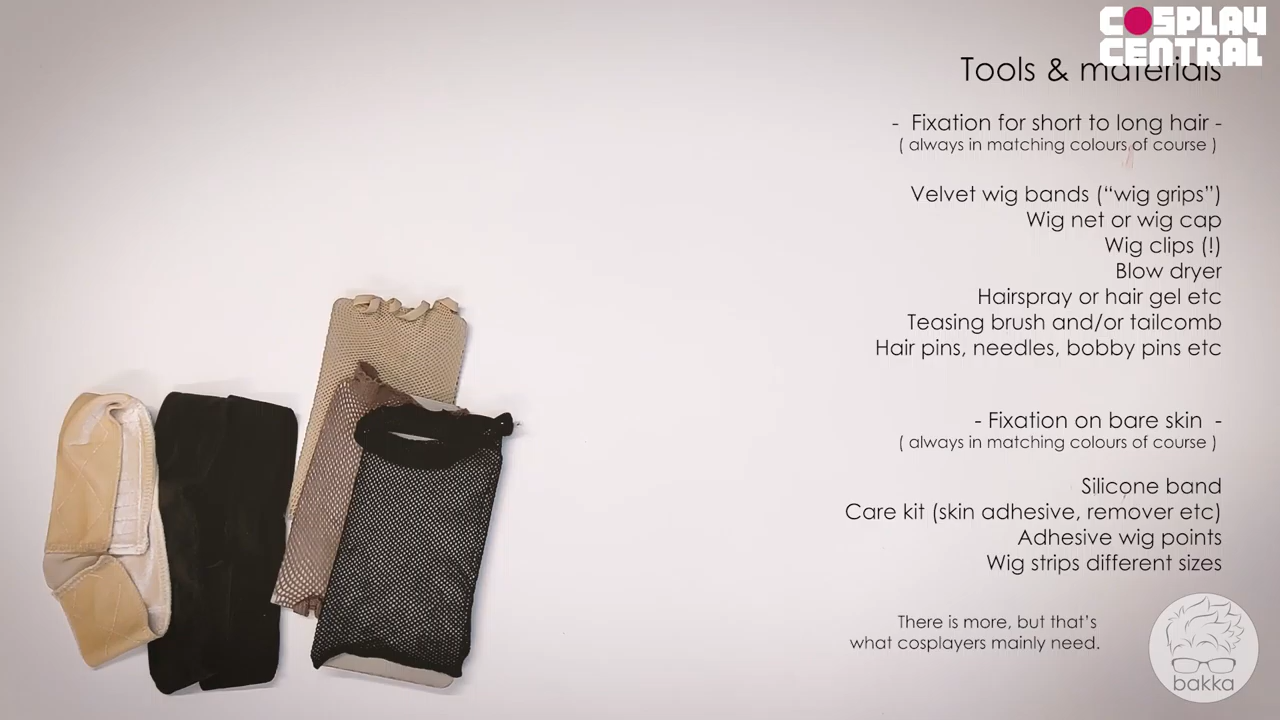 COSPLAY
CENTRAL
Tools & materials
- Fixation for short to long hair -
( always in matching colours of course )
Velvet wig bands (“wig grips”)
Wig net or wig cap
Wig clips (!)
Blow dryer
Hairspray or hair gel etc
Teasing brush and/or tailcomb
Hair pins, needles, bobby pins etc
- Fixation on bare skin -
( always in matching colours of course )
Silicone band
Care kit (skin adhesive, remover etc)
Adhesive wig points
Wig strips different sizes
There is more, but that’s
what cosplayers mainly need.
bakka